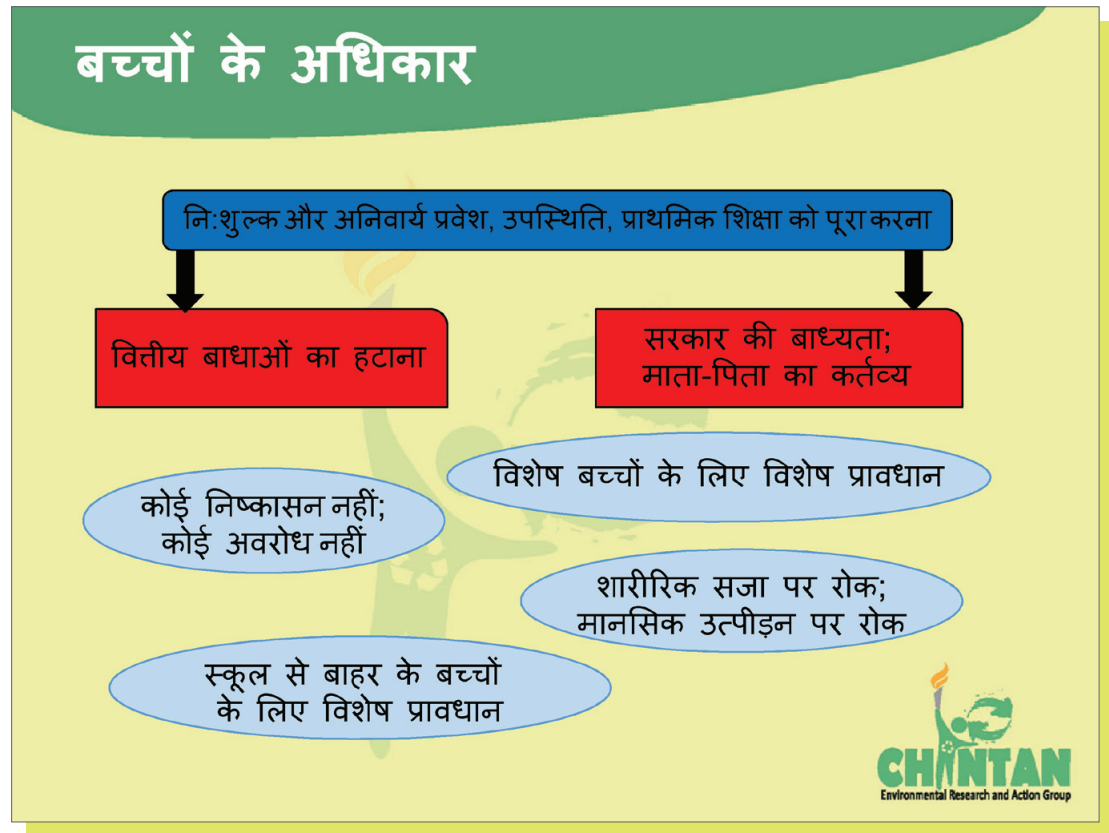 बच्चों के अधिकार
नि:शुल्क और अनिवार्य प्रवेश, उपस्थिति, प्राथमिक शिक्षा को पूरा करना
वित्तीय बाधाओं का हटाना
सरकार की बाध्यता;
माता-पिता का कर्तव्य
विशेष बच्चों के लिए विशेष प्रावधान
कोई निष्कासन नहीं;
कोई अवरोध नहीं
शारीरिक सजा पर रोक;
मानसिक उत्पीड़न पर रोक
स्कूल से बाहर के बच्चों
के लिए विशेष प्रावधान
CHINTAN
Environmental Research and Action Group